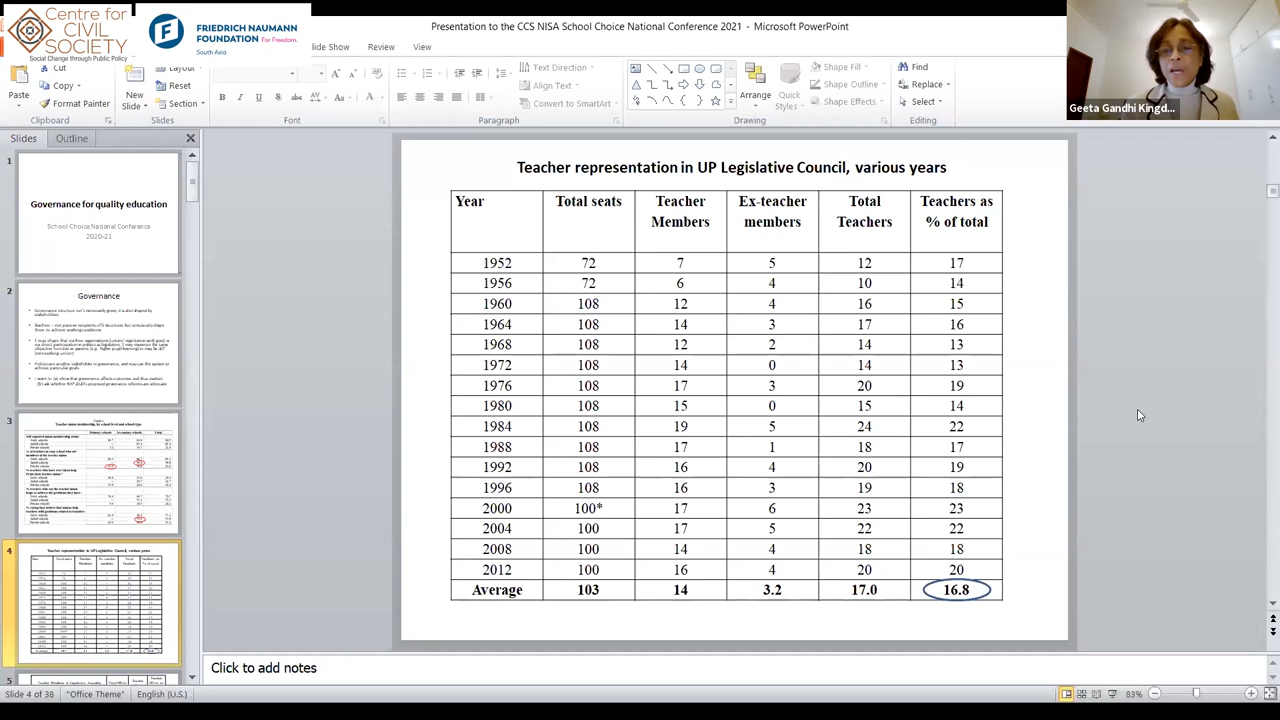 CENTRE for
CIVIL
SOCIETY
Social Change through Public Policy
FRIEDRICH NAUMANN
FOUNDATION For Freedom.
South Asia
Presentation to the CCS NISA School Choice National Conference 2021 - Microsoft PowerPoint
lide Show Review View
Paste
Cut
Copy
Format Painter
Clipboard
New
Slide
Layout
Reset
Section
Slides
Font
Text Direction
Align Text
Convert to SmartArt
Paragraph
Arrange
Quick
Styles
Shape Fill
Shape Outline
Shape Effects
Drawing
Find
Replace
Select
Editing
Geeta Gandhi Kingd...
Slides Outline
1
Governance for quality education
School Choice National Conference
2020-21
2
Governance
3
4
Teacher representation in UP Legislative Council, various years
5
Teacher representation in UP Legislative Council, various years
Year Total seats Teacher Members Ex-teacher members Total Teachers Teachers as % of total
1952 72 7 5 12 17
1956 72 6 4 10 14
1960 108 12 4 16 15
1964 108 14 3 17 16
1968 108 12 2 14 13
1972 108 14 0 14 13
1976 108 17 3 20 19
1980 108 15 0 15 14
1984 108 19 5 24 22
1988 108 17 1 18 17
1992 108 16 4 20 19
1996 108 16 3 19 18
2000 100* 17 6 23 23
2004 100 17 5 22 22
2008 100 14 4 18 18
2012 100 16 4 20 20
Average 103 14 3.2 17.0 16.8
Click to add notes
Slide 4 of 38 "Office Theme" English (U.S.) 83%